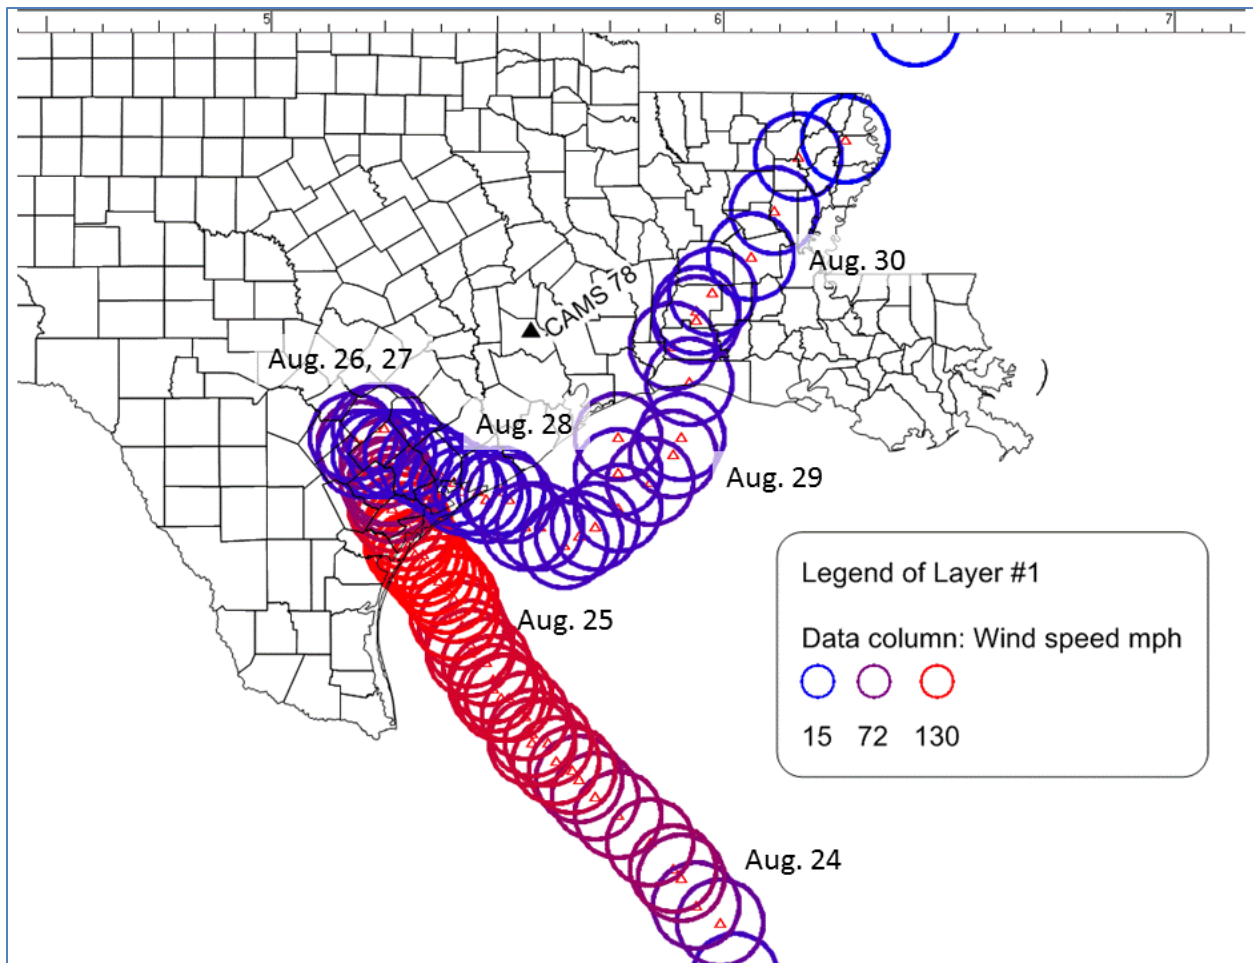 5 6 7
Aug. 30
CAMS 78
Aug. 26, 27
Aug. 28
Aug. 29
Legend of Layer #1
Aug. 25
Data column: Wind speed mph
15 72 130
Aug. 24